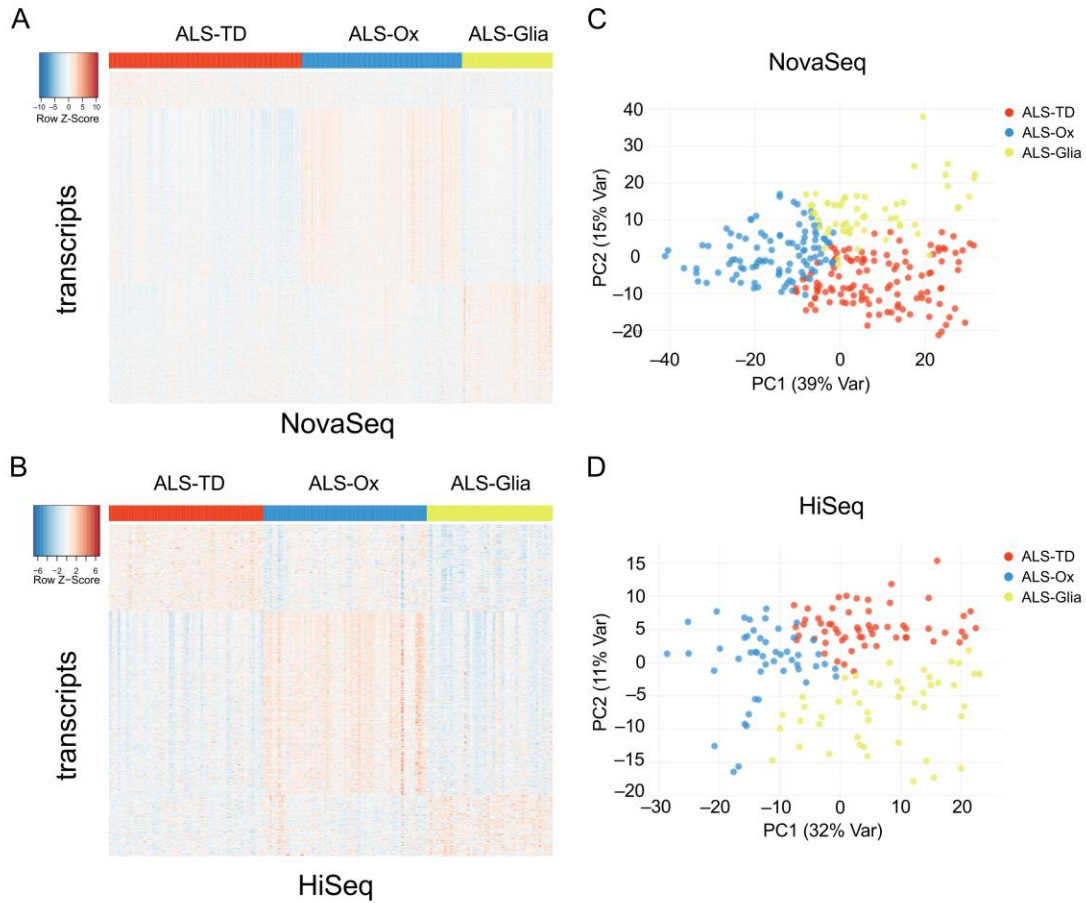 A
ALS-TD ALS-Ox ALS-Glia
−10 −5 0 5 10
Row Z-Score
transcripts
NovaSeq
B
ALS-TD ALS-Ox ALS-Glia
−6 −2 2 6
Row Z−Score
transcripts
HiSeq
C
NovaSeq
ALS-TD
ALS-Ox
ALS-Glia
PC2 (15% Var)
40
30
20
10
0
−10
−20
−40 −20 0 20
PC1 (39% Var)
D
HiSeq
ALS-TD
ALS-Ox
ALS-Glia
PC2 (11% Var)
15
10
5
0
−5
−10
−15
−20
−30 −20 −10 0 10 20
PC1 (32% Var)